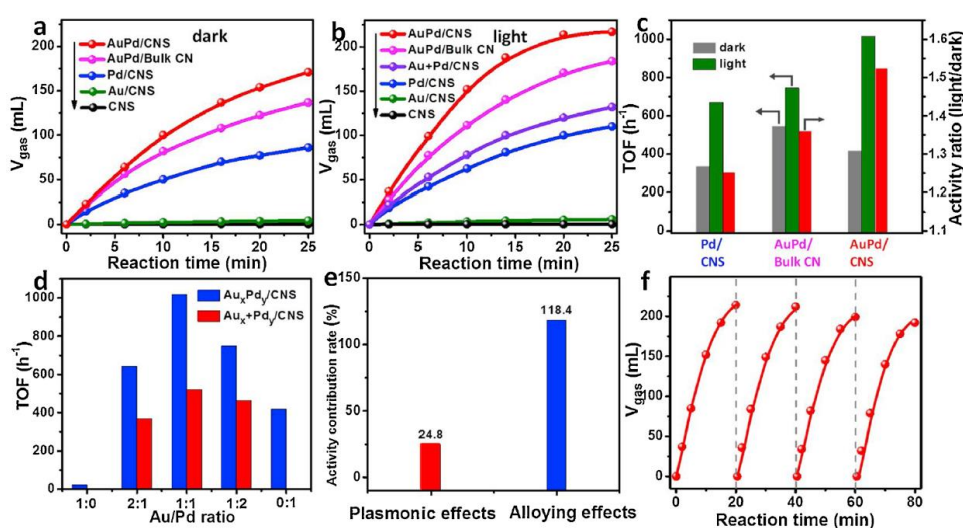 a dark
AuPd/CNS
AuPd/Bulk CN
Pd/CNS
Au/CNS
CNS
V_gas (mL)
200
150
100
50
0
0 5 10 15 20 25
Reaction time (min)
b light
AuPd/CNS
AuPd/Bulk CN
Au+Pd/CNS
Pd/CNS
Au/CNS
CNS
V_gas (mL)
200
150
100
50
0
0 5 10 15 20 25
Reaction time (min)
c
dark
light
TOF (h⁻¹)
1000
800
600
400
200
0
Activity ratio (light/dark)
1.6
1.5
1.4
1.3
1.2
1.1
Pd/ AuPd/ AuPd/
CNS Bulk CN CNS
d
AuₓPdᵧ/CNS
Auₓ+Pdᵧ/CNS
TOF (h⁻¹)
1000
800
600
400
200
0
1:0 2:1 1:1 1:2 0:1
Au/Pd ratio
e
Activity contribution rate (%)
150
100
50
0
24.8
118.4
Plasmonic effects Alloying effects
f
V_gas (mL)
200
150
100
50
0
0 20 40 60 80
Reaction time (min)